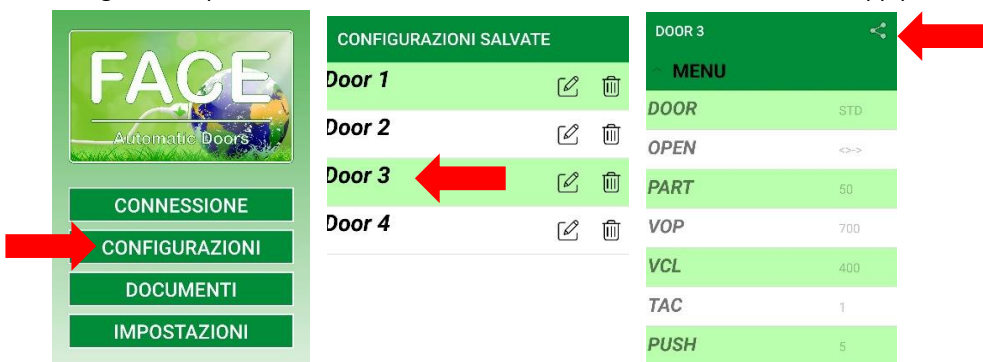 FACE
Automatic Doors
CONNESSIONE
CONFIGURAZIONI
DOCUMENTI
IMPOSTAZIONI
CONFIGURAZIONI SALVATE
Door 1
Door 2
Door 3
Door 4
DOOR 3
MENU
DOOR STD
OPEN <-->
PART 50
VOP 700
VCL 400
TAC 1
PUSH 5